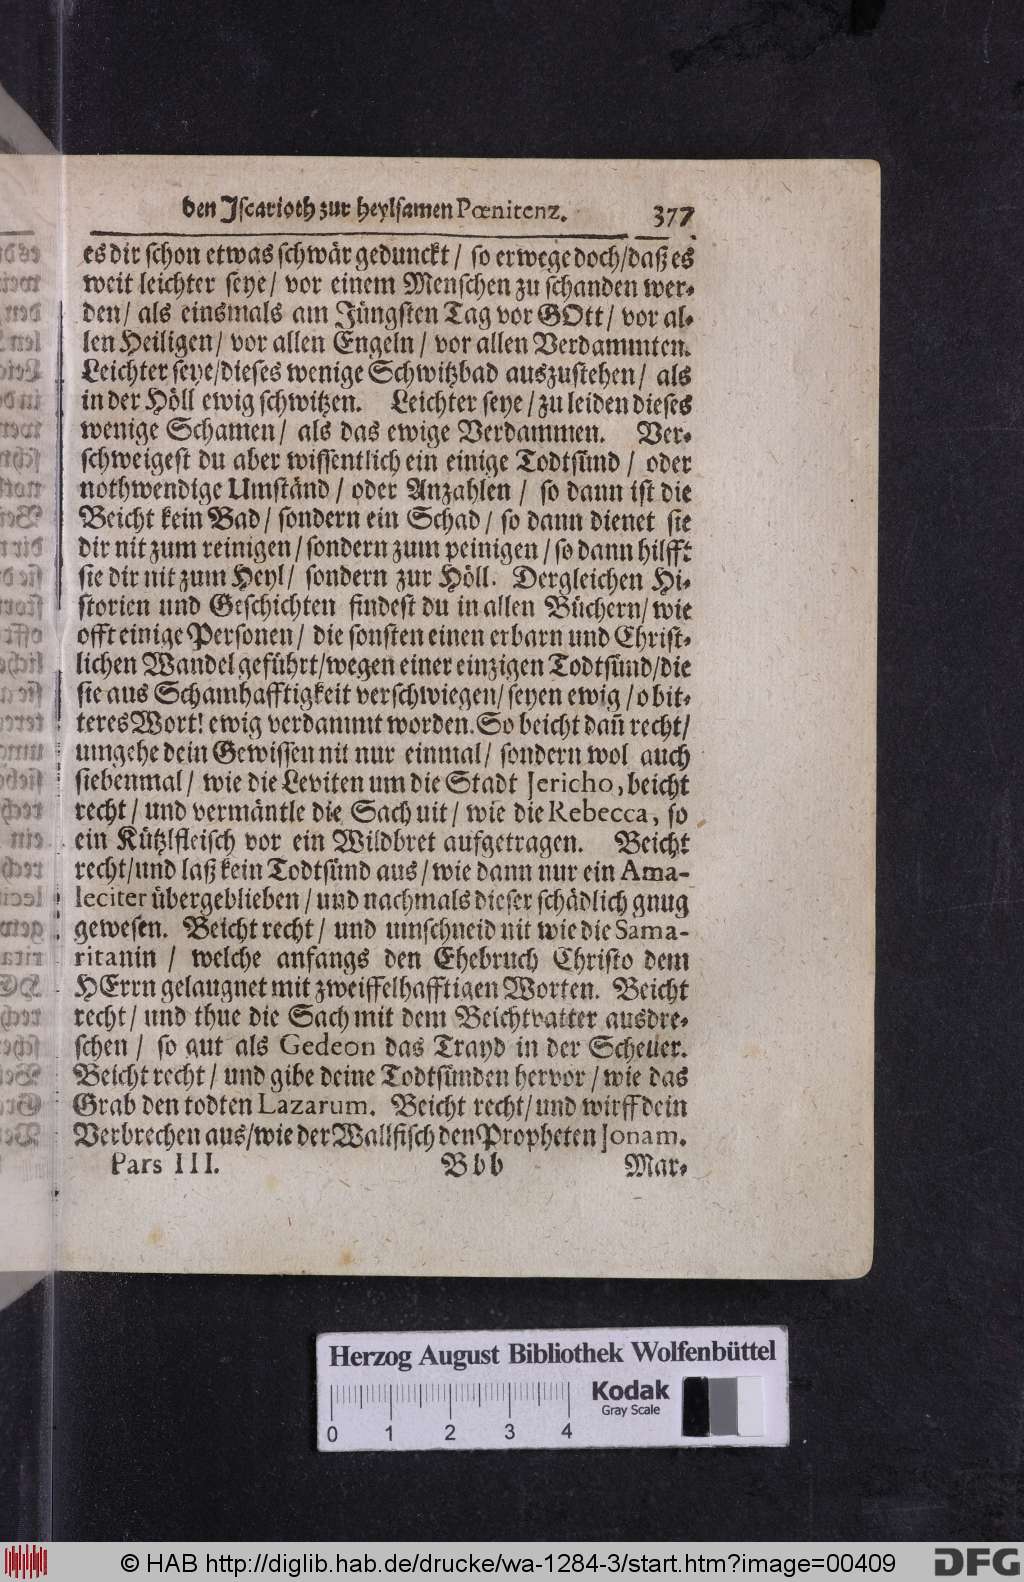 den Iscarioth zur heylsamen Pœnitenz. 377
es dir schon etwas schwär gedunckt / so erwege doch/daß es
weit leichter seye/ vor einem Menschen zu schanden wer-
den/ als einsmals am Jüngsten Tag vor GOtt/ vor al-
len Heiligen/ vor allen Engeln/ vor allen Verdammten.
Leichter seye/dieses wenige Schwitzbad auszustehen/ als
in der Höll ewig schwitzen. Leichter seye/zu leiden dieses
wenige Schamen/ als das ewige Verdammen. Ver-
schweigest du aber wissentlich ein einige Todtsünd / oder
nothwendige Umständ / oder Anzahlen / so dann ist die
Beicht kein Bad/ sondern ein Schad/ so dann dienet sie
dir nit zum reinigen/sondern zum peinigen/so dann hilfft
sie dir nit zum Heyl/ sondern zur Höll. Dergleichen Hi-
storien und Geschichten findest du in allen Büchern/ wie
offt einige Personen/ die sonsten einen erbarn und Christ-
lichen Wandel geführt/wegen einer einzigen Todtsünd/die
sie aus Schamhafftigkeit verschwiegen/seyen ewig/o bit-
teres Wort! ewig verdammt worden. So beicht dañ recht/
umgehe dein Gewissen nit nur einmal/ sondern wol auch
siebenmal/ wie die Leviten um die Stadt Jericho, beicht
recht/ und vermäntle die Sach nit/ wie die Rebecca, so
ein Kützlfleisch vor ein Wildbret aufgetragen. Beicht
recht/und laß kein Todtsünd aus/wie dann nur ein Ama-
leciter übergeblieben/und nachmals dieser schädlich gnug
gewesen. Beicht recht/ und umschneid nit wie die Sama-
ritanin / welche anfangs den Ehebruch Christo dem
HErrn gelaugnet mit zweiffelhafftigen Worten. Beicht
recht/ und thue die Sach mit dem Beichtvatter ausdre-
schen / so gut als Gedeon das Trayd in der Scheuer.
Beicht recht/ und gibe deine Todtsünden hervor/wie das
Grab den todten Lazarum. Beicht recht/und wirff dein
Verbrechen aus/wie der Wallfisch den Propheten Jonam.
Pars III. Bbb Mar-
Herzog August Bibliothek Wolfenbüttel
0 1 2 3 4
Kodak
Gray Scale
© HAB http://diglib.hab.de/drucke/wa-1284-3/start.htm?image=00409
DFG